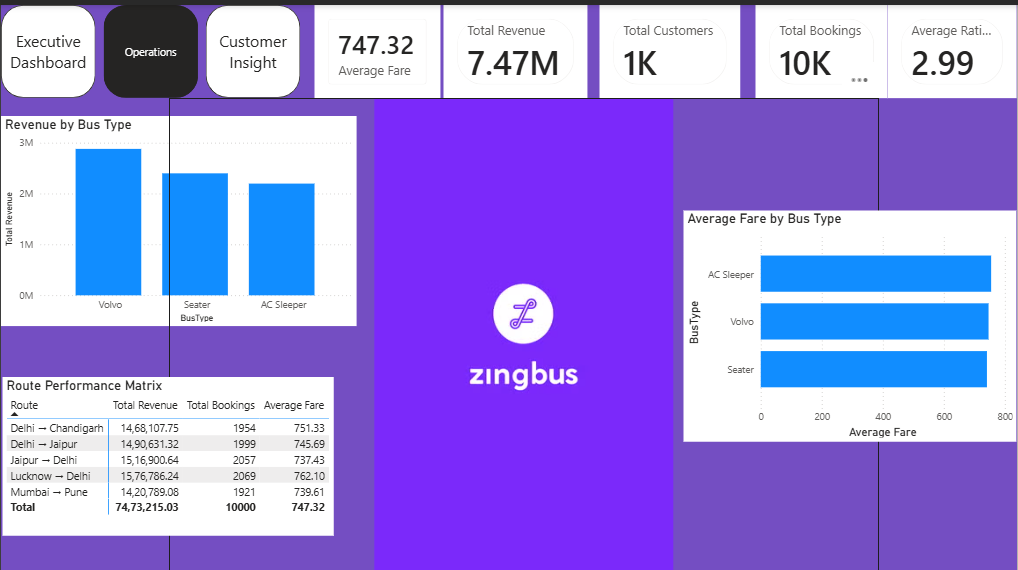 Executive
Dashboard
Operations
Customer
Insight
747.32
Average Fare
Total Revenue
7.47M
Total Customers
1K
Total Bookings
10K
Average Rati...
2.99
Revenue by Bus Type
3M
2M
1M
0M
Total Revenue
Volvo Seater AC Sleeper
BusType
zingbus
Average Fare by Bus Type
BusType
AC Sleeper
Volvo
Seater
0 200 400 600 800
Average Fare
Route Performance Matrix
Route Total Revenue Total Bookings Average Fare
Delhi → Chandigarh 14,68,107.75 1954 751.33
Delhi → Jaipur 14,90,631.32 1999 745.69
Jaipur → Delhi 15,16,900.64 2057 737.43
Lucknow → Delhi 15,76,786.24 2069 762.10
Mumbai → Pune 14,20,789.08 1921 739.61
Total 74,73,215.03 10000 747.32